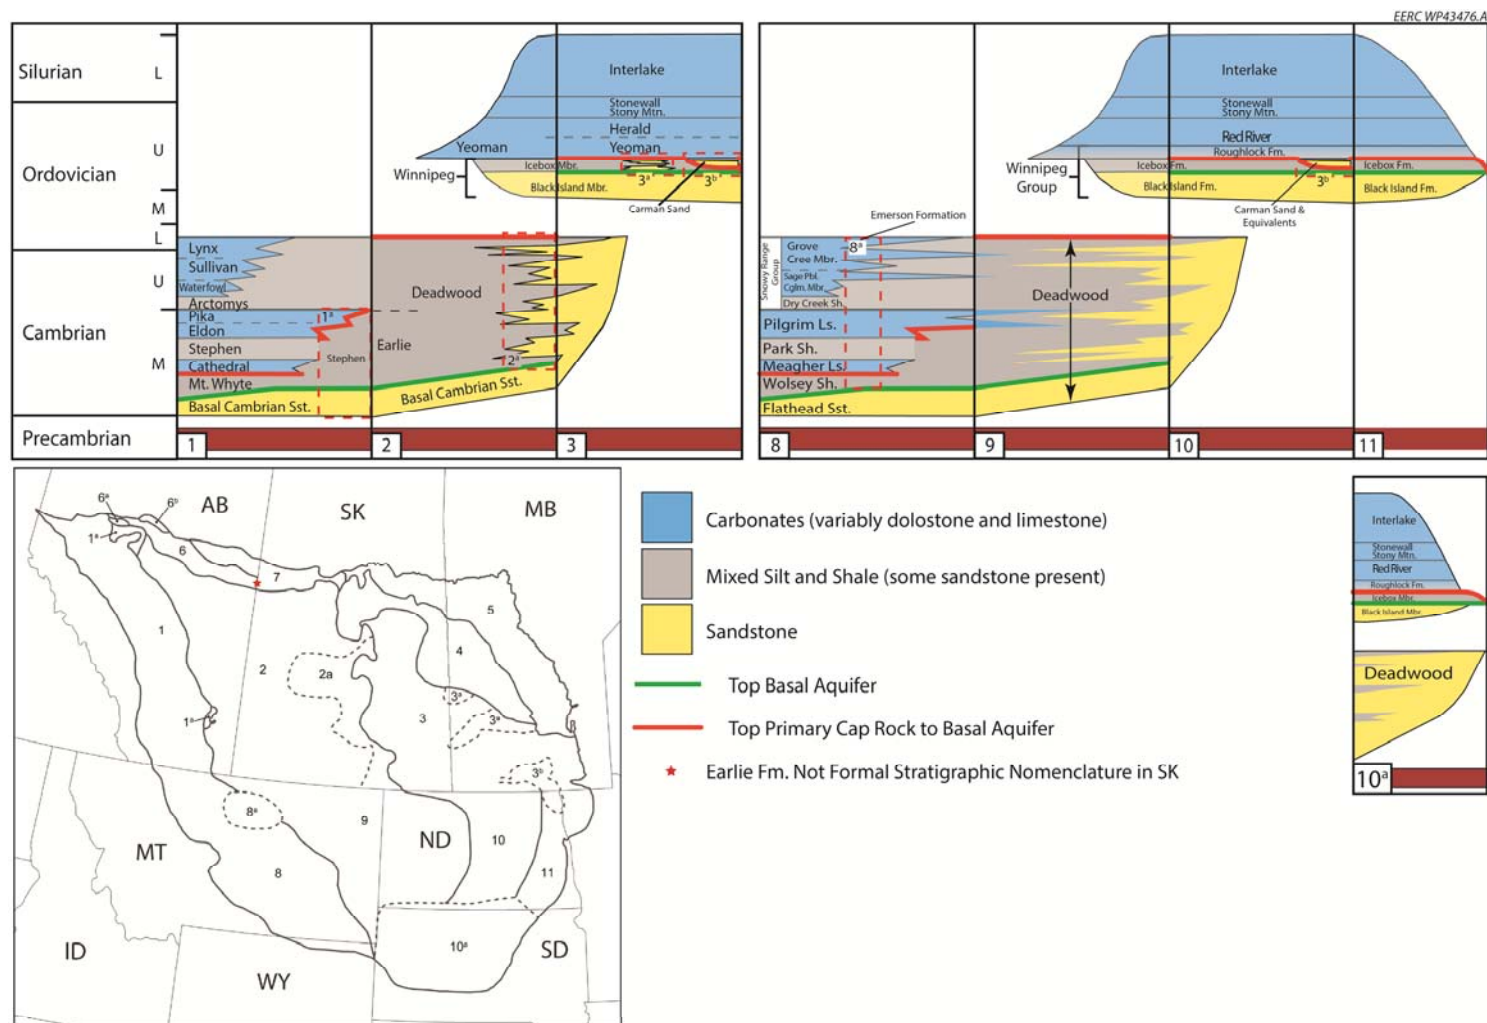 EERC WP43476.A
Silurian
L
Ordovician
U
M
L
Cambrian
U
M
Precambrian
Interlake
Stonewall
Stony Mtn.
Herald
Yeoman
Yeoman
Icebox Mbr.
Winnipeg
3ª
3ᵇ
Black Island Mbr.
Carman Sand
Lynx
Sullivan
Waterfowl
Arctomys
Pika
1ª
Eldon
Stephen
Stephen
Cathedral
Mt. Whyte
Basal Cambrian Sst.
Deadwood
Earlie
2ª
Basal Cambrian Sst.
1
2
3
Interlake
Stonewall
Stony Mtn.
Red River
Roughlock Fm.
Winnipeg
Group
Icebox Fm.
Icebox Fm.
3ᵇ
Black Island Fm.
Black Island Fm.
Carman Sand &
Equivalents
Emerson Formation
Snowy Range
Group
Grove
Cree Mbr.
8ª
Sage Pbl.
Cglm. Mbr.
Dry Creek Sh.
Pilgrim Ls.
Park Sh.
Meagher Ls.
Wolsey Sh.
Flathead Sst.
Deadwood
8
9
10
11
AB
SK
MB
6ª
6ᵇ
1ª
6
7
5
1
4
2
2a
3ª
3
3ª
1ª
3ᵇ
8ª
9
ND
10
MT
8
11
10ª
SD
ID
WY
Carbonates (variably dolostone and limestone)
Mixed Silt and Shale (some sandstone present)
Sandstone
Top Basal Aquifer
Top Primary Cap Rock to Basal Aquifer
Earlie Fm. Not Formal Stratigraphic Nomenclature in SK
Interlake
Stonewall
Stony Mtn.
Red River
Roughlock Fm.
Icebox Mbr.
Black Island Mbr.
Deadwood
10ª